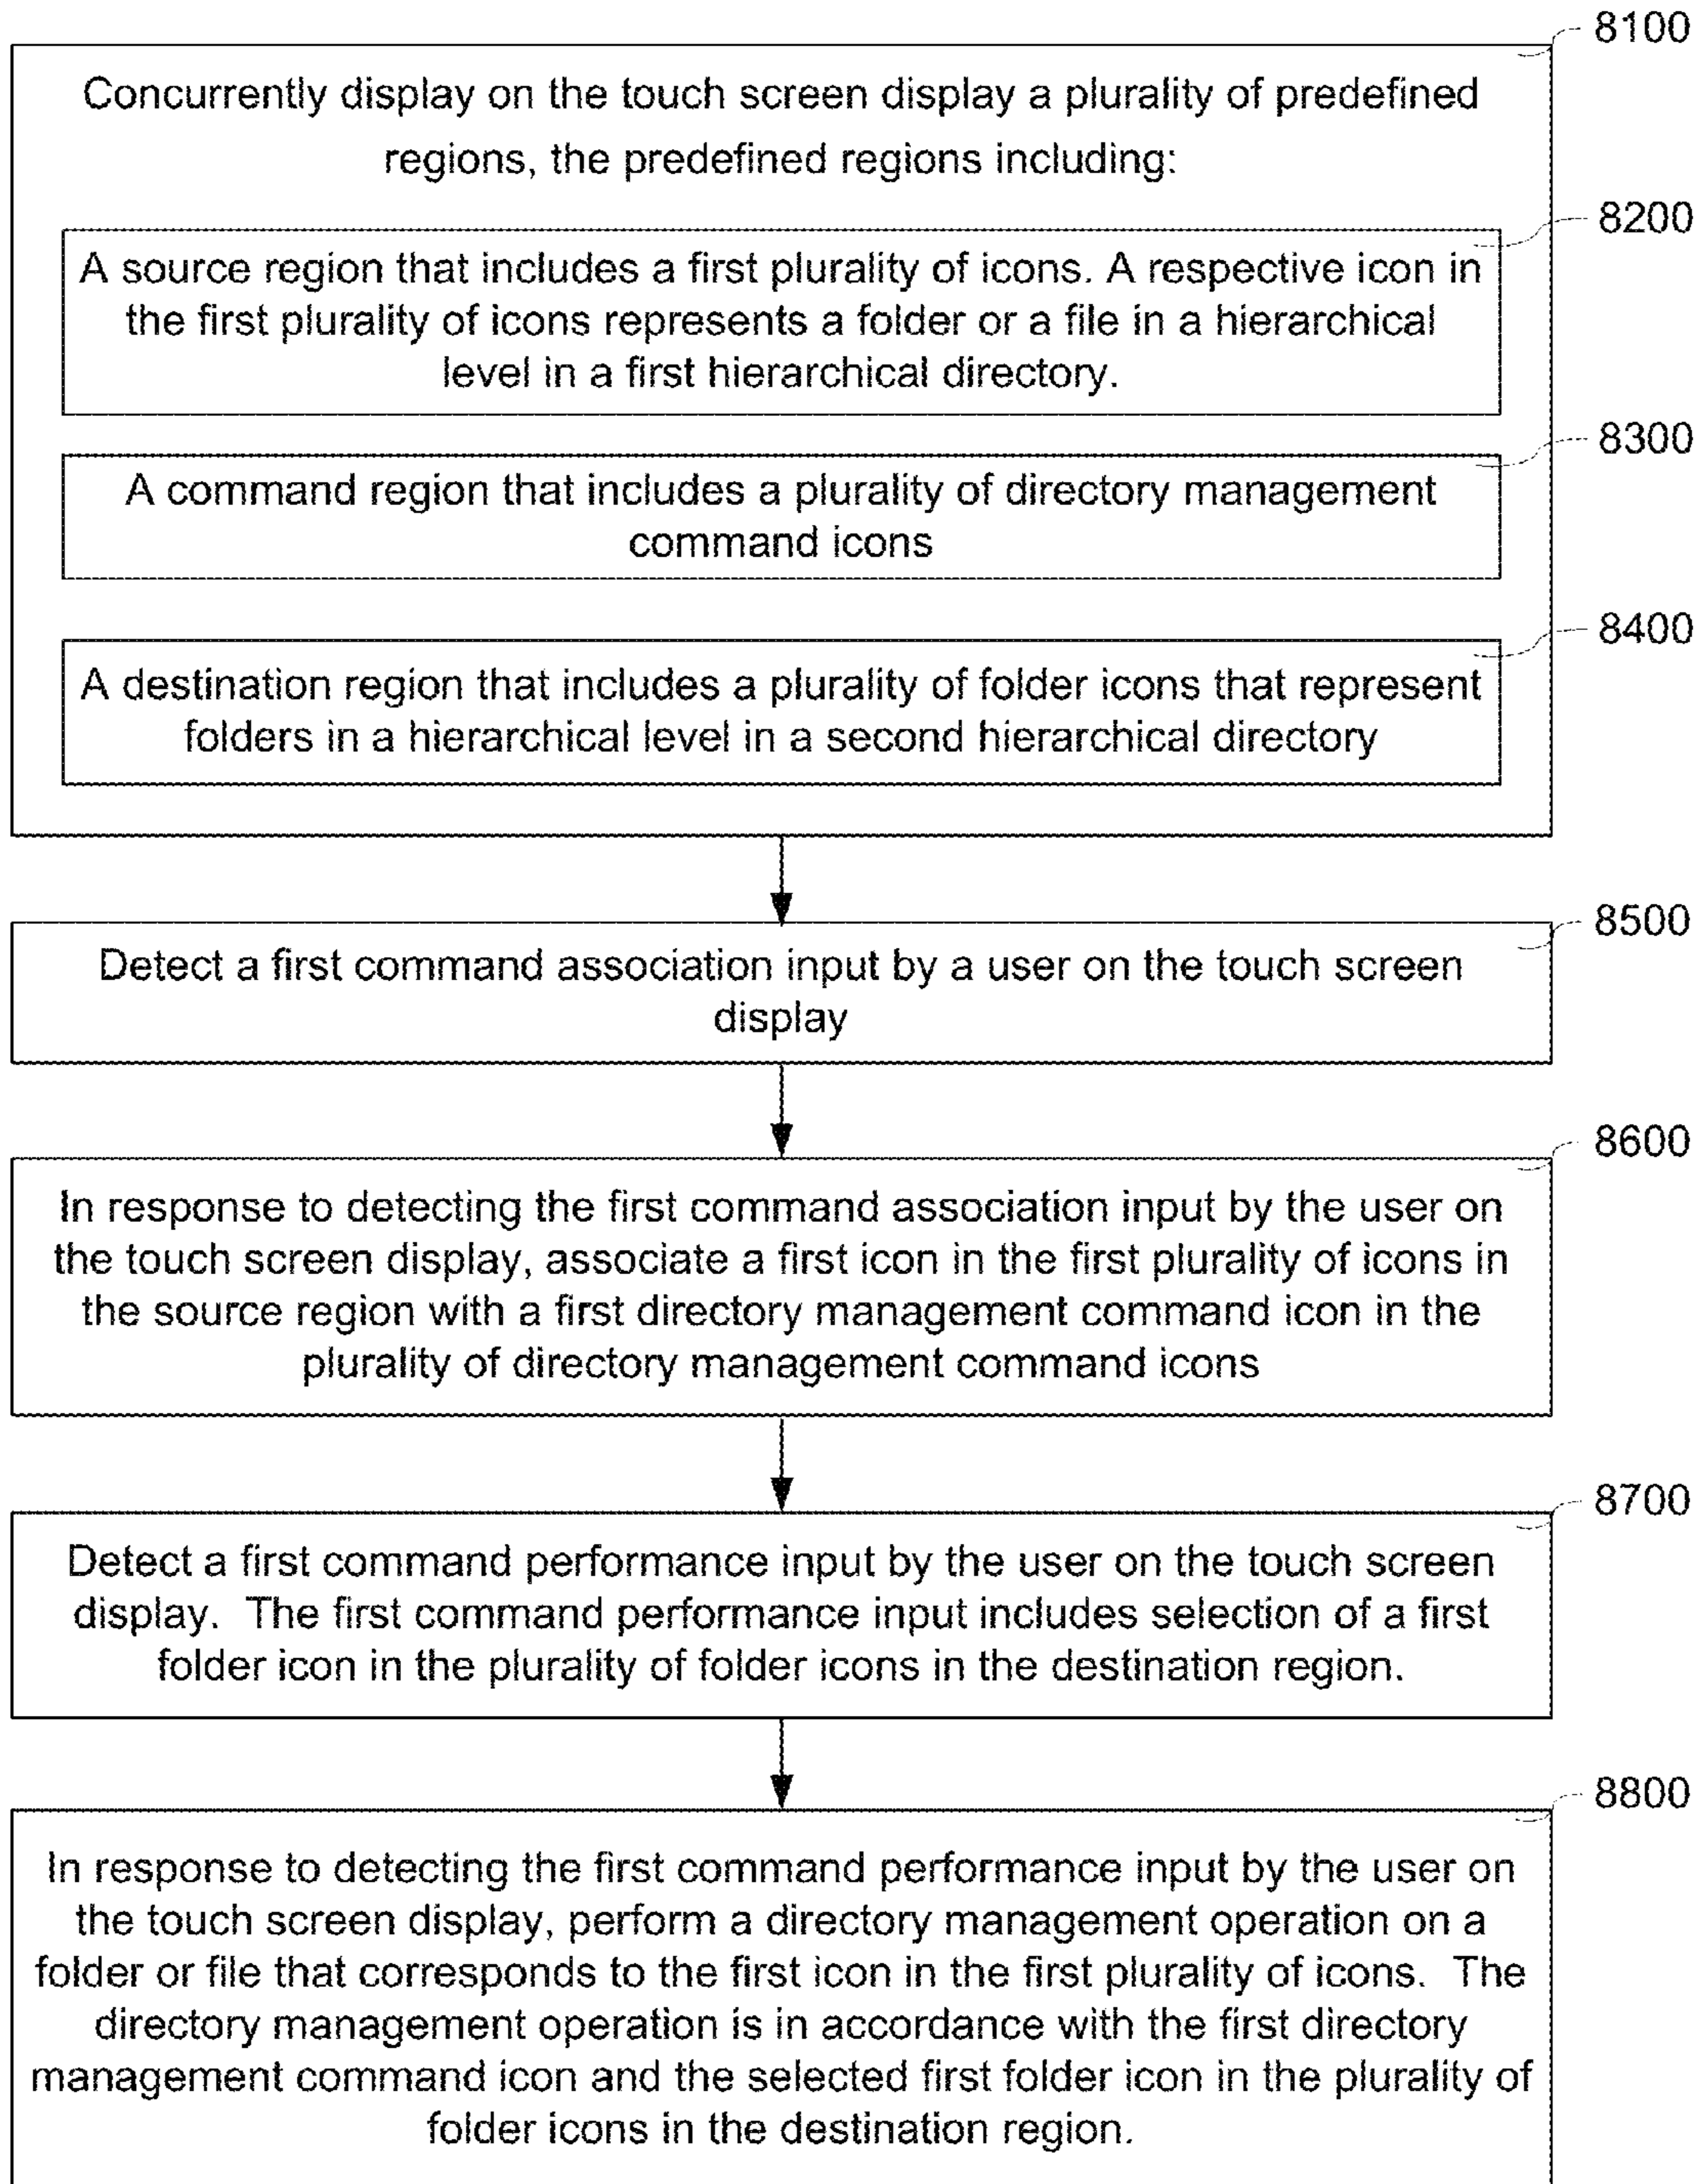 8100
Concurrently display on the touch screen display a plurality of predefined
regions, the predefined regions including:
8200
A source region that includes a first plurality of icons. A respective icon in
the first plurality of icons represents a folder or a file in a hierarchical
level in a first hierarchical directory.
8300
A command region that includes a plurality of directory management
command icons
8400
A destination region that includes a plurality of folder icons that represent
folders in a hierarchical level in a second hierarchical directory
8500
Detect a first command association input by a user on the touch screen
display
8600
In response to detecting the first command association input by the user on
the touch screen display, associate a first icon in the first plurality of icons in
the source region with a first directory management command icon in the
plurality of directory management command icons
8700
Detect a first command performance input by the user on the touch screen
display. The first command performance input includes selection of a first
folder icon in the plurality of folder icons in the destination region.
8800
In response to detecting the first command performance input by the user on
the touch screen display, perform a directory management operation on a
folder or file that corresponds to the first icon in the first plurality of icons. The
directory management operation is in accordance with the first directory
management command icon and the selected first folder icon in the plurality of
folder icons in the destination region.